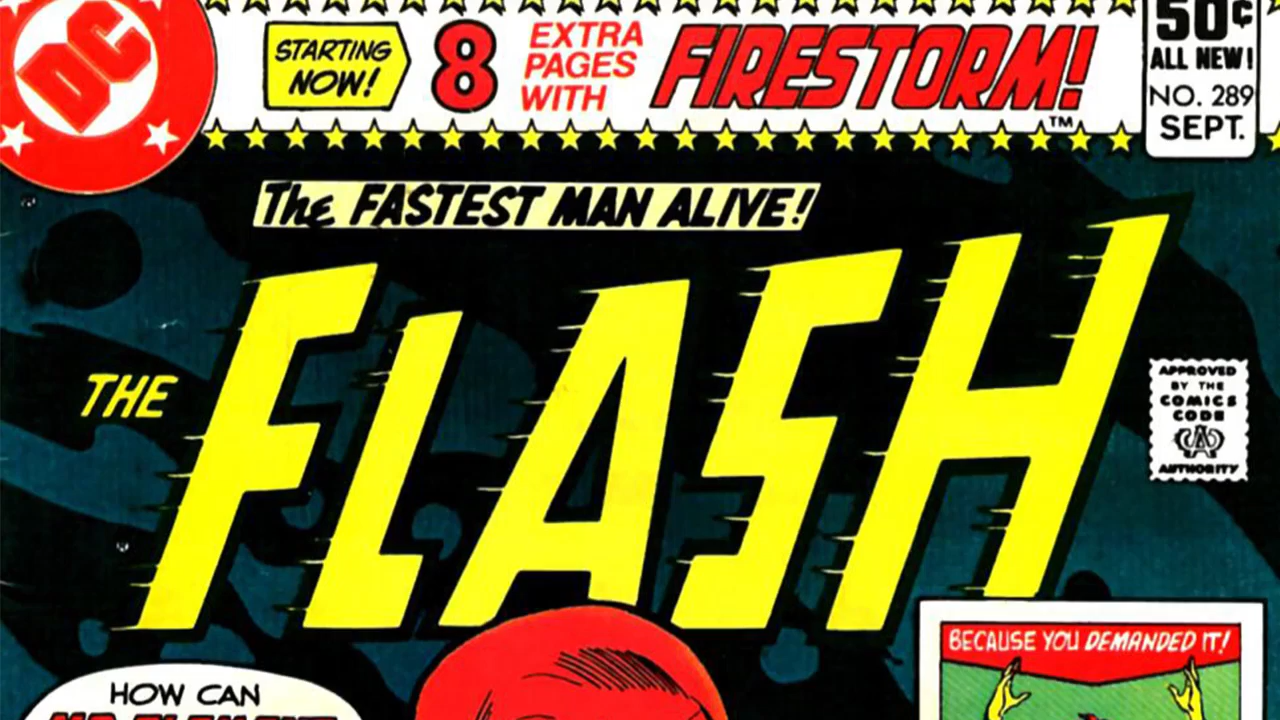 DC
STARTING
NOW!
8
EXTRA
PAGES
WITH
FIRESTORM!
TM
50¢
ALL NEW!
NO. 289
SEPT.
The FASTEST MAN ALIVE!
THE
FLASH
APPROVED
BY THE
COMICS
CODE
AUTHORITY
BECAUSE YOU DEMANDED IT!
HOW CAN